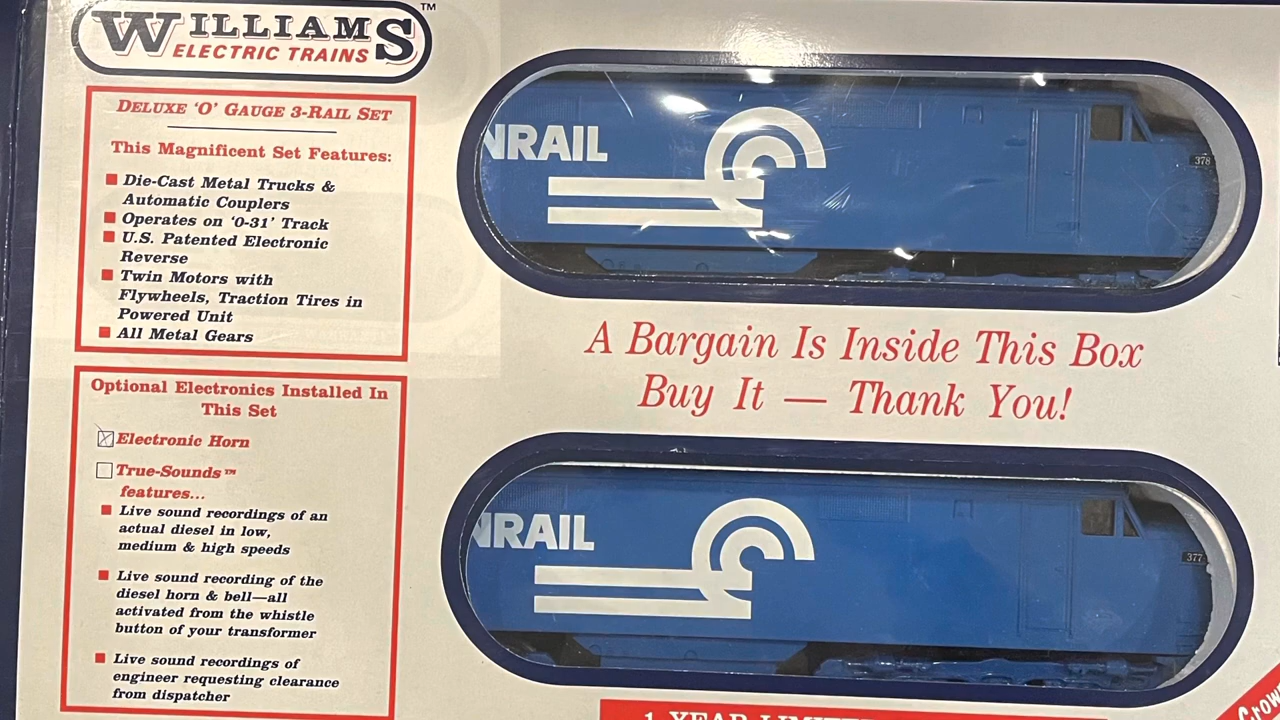 WILLIAMS™
ELECTRIC TRAINS
DELUXE 'O' GAUGE 3-RAIL SET
This Magnificent Set Features:
Die-Cast Metal Trucks &
Automatic Couplers
Operates on '0-31' Track
U.S. Patented Electronic
Reverse
Twin Motors with
Flywheels, Traction Tires in
Powered Unit
All Metal Gears
Optional Electronics Installed In
This Set
Electronic Horn
True-Sounds™
features...
Live sound recordings of an
actual diesel in low,
medium & high speeds
Live sound recording of the
diesel horn & bell—all
activated from the whistle
button of your transformer
Live sound recordings of
engineer requesting clearance
from dispatcher
NRAIL
378
A Bargain Is Inside This Box
Buy It — Thank You!
NRAIL
377
1 YEAR LIMITE
Crow